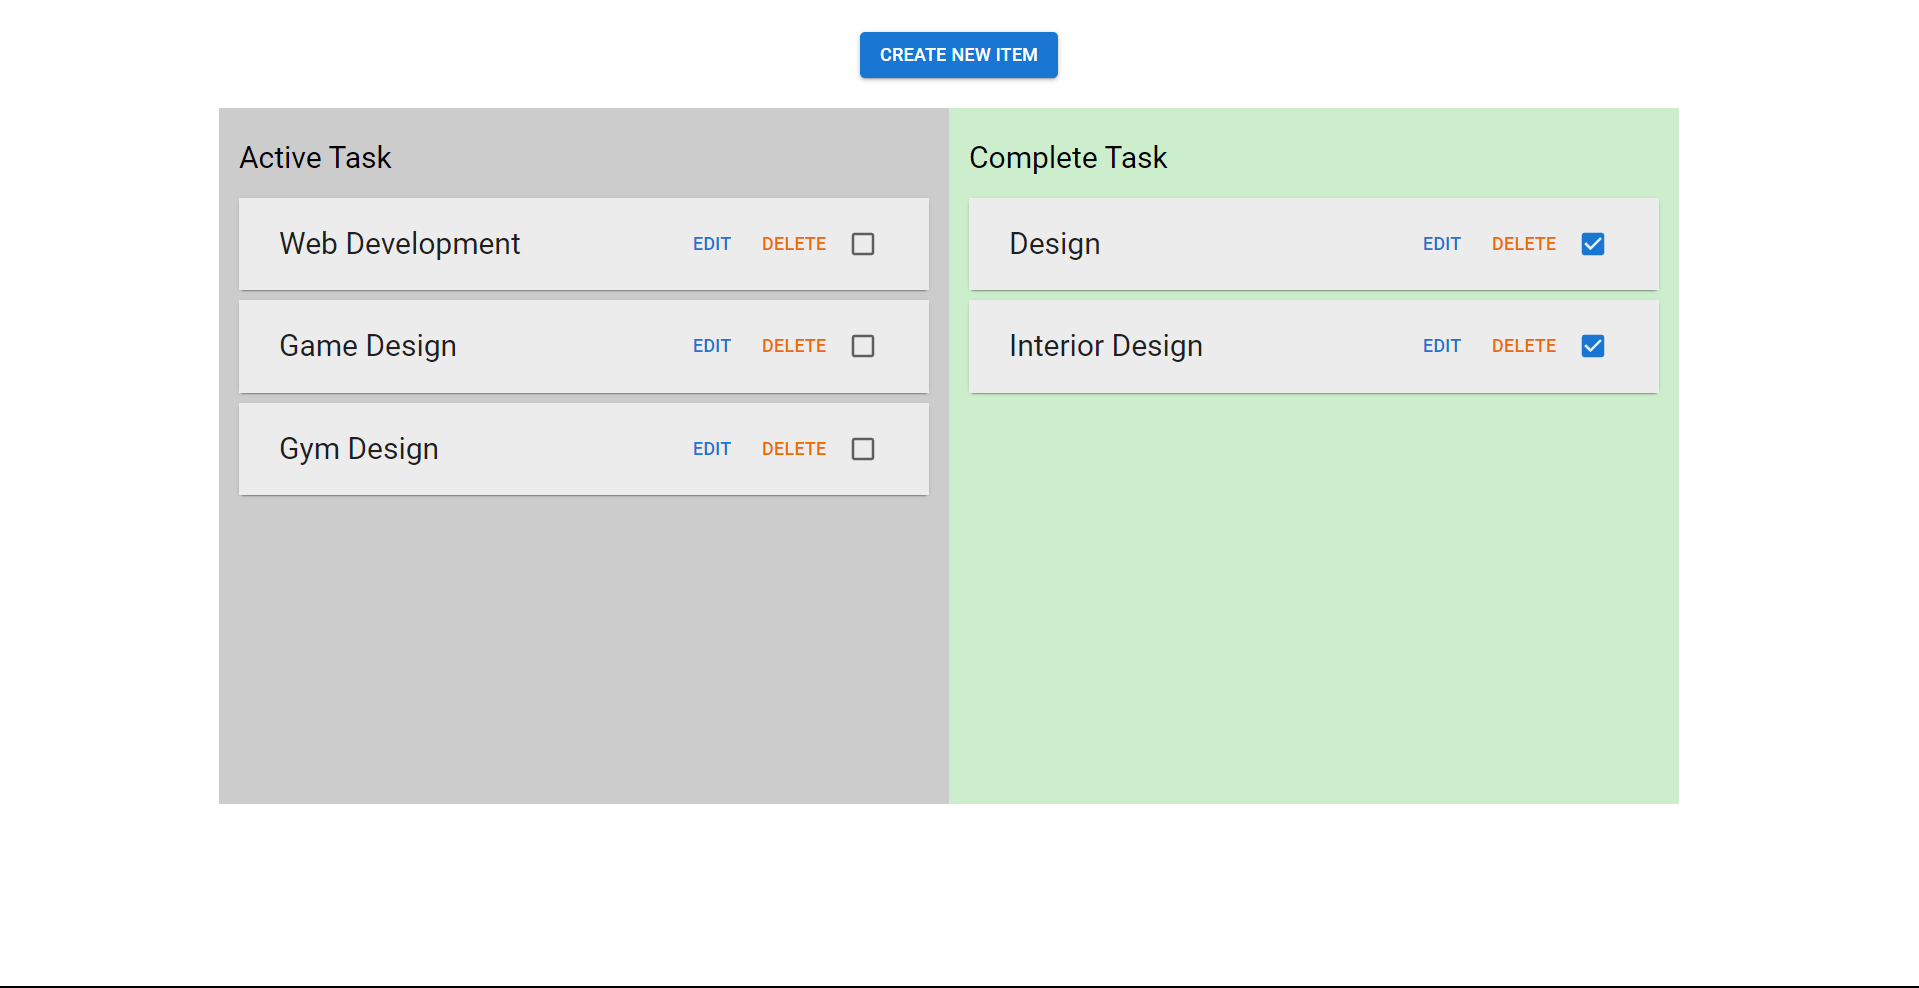 CREATE NEW ITEM
Active Task
Web Development EDIT DELETE
Game Design EDIT DELETE
Gym Design EDIT DELETE
Complete Task
Design EDIT DELETE
Interior Design EDIT DELETE